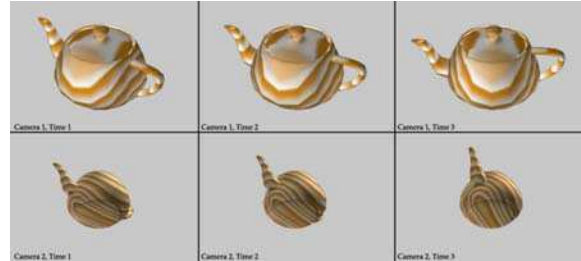 Camera 1, Time 1
Camera 1, Time 2
Camera 1, Time 3
Camera 2, Time 1
Camera 2, Time 2
Camera 2, Time 3